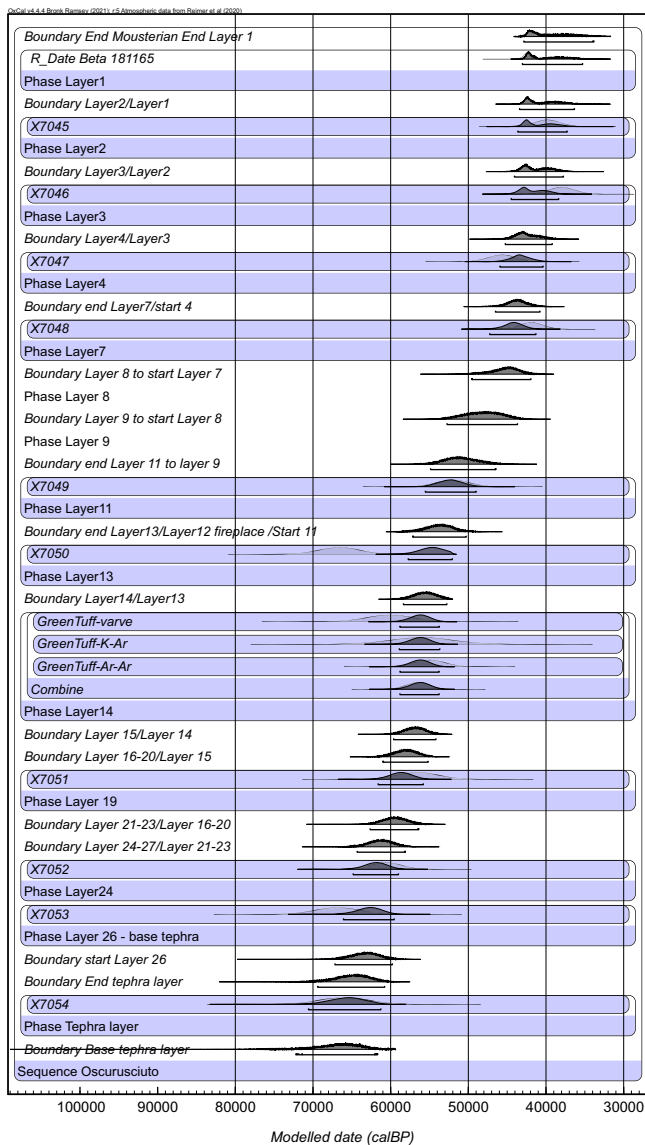 OxCal v4.4.4 Bronk Ramsey (2021); r:5 Atmospheric data from Reimer et al (2020)
Boundary End Mousterian End Layer 1
R_Date Beta 181165
Phase Layer1
Boundary Layer2/Layer1
X7045
Phase Layer2
Boundary Layer3/Layer2
X7046
Phase Layer3
Boundary Layer4/Layer3
X7047
Phase Layer4
Boundary end Layer7/start 4
X7048
Phase Layer7
Boundary Layer 8 to start Layer 7
Phase Layer 8
Boundary Layer 9 to start Layer 8
Phase Layer 9
Boundary end Layer 11 to layer 9
X7049
Phase Layer11
Boundary end Layer13/Layer12 fireplace /Start 11
X7050
Phase Layer13
Boundary Layer14/Layer13
GreenTuff-varve
GreenTuff-K-Ar
GreenTuff-Ar-Ar
Combine
Phase Layer14
Boundary Layer 15/Layer 14
Boundary Layer 16-20/Layer 15
X7051
Phase Layer 19
Boundary Layer 21-23/Layer 16-20
Boundary Layer 24-27/Layer 21-23
X7052
Phase Layer24
X7053
Phase Layer 26 - base tephra
Boundary start Layer 26
Boundary End tephra layer
X7054
Phase Tephra layer
Boundary Base tephra layer
Sequence Oscurusciuto
100000 90000 80000 70000 60000 50000 40000 30000
Modelled date (calBP)